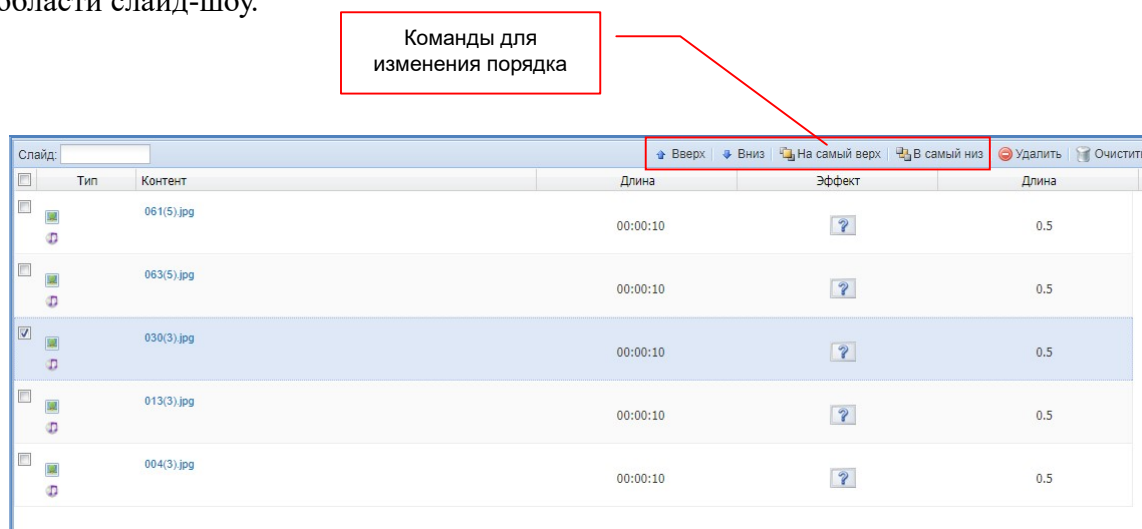 области слайд-шоу.
Команды для
изменения порядка
Слайд: Вверх Вниз На самый верх В самый низ Удалить Очистить
Тип Контент Длина Эффект Длина
061(5).jpg
00:00:10 ? 0.5
063(5).jpg
00:00:10 ? 0.5
030(3).jpg
00:00:10 ? 0.5
013(3).jpg
00:00:10 ? 0.5
004(3).jpg
00:00:10 ? 0.5